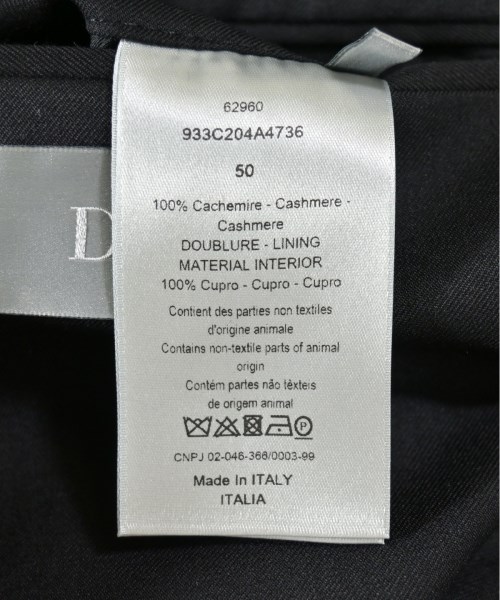 62960
933C204A4736
50
100% Cachemire - Cashmere -
Cashmere
DOUBLURE - LINING
MATERIAL INTERIOR
100% Cupro - Cupro - Cupro
Contient des parties non textiles
d'origine animale
Contains non-textile parts of animal
origin
Contém partes não têxteis
de origem animal
P
CNPJ 02-046-366/0003-99
Made In ITALY
ITALIA
D